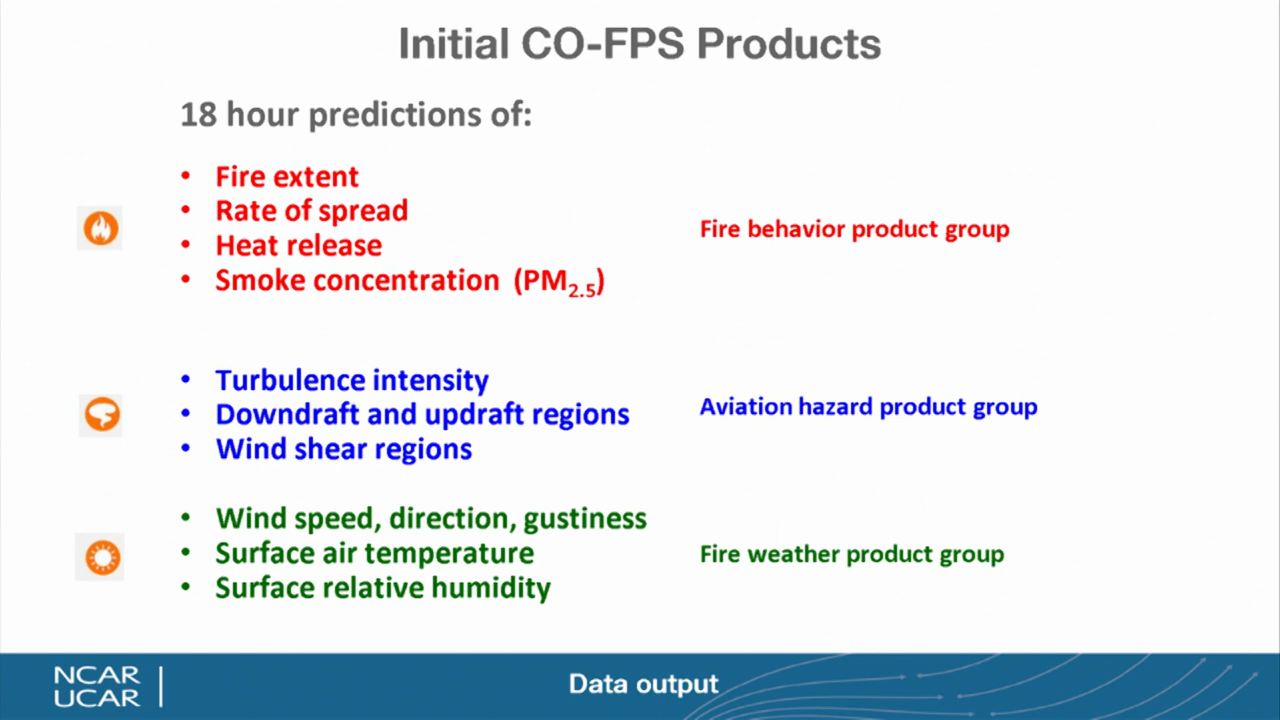 Initial CO-FPS Products
18 hour predictions of:
• Fire extent
• Rate of spread
• Heat release
• Smoke concentration (PM2.5)
Fire behavior product group
• Turbulence intensity
• Downdraft and updraft regions
• Wind shear regions
Aviation hazard product group
• Wind speed, direction, gustiness
• Surface air temperature
• Surface relative humidity
Fire weather product group
NCAR
UCAR
Data output